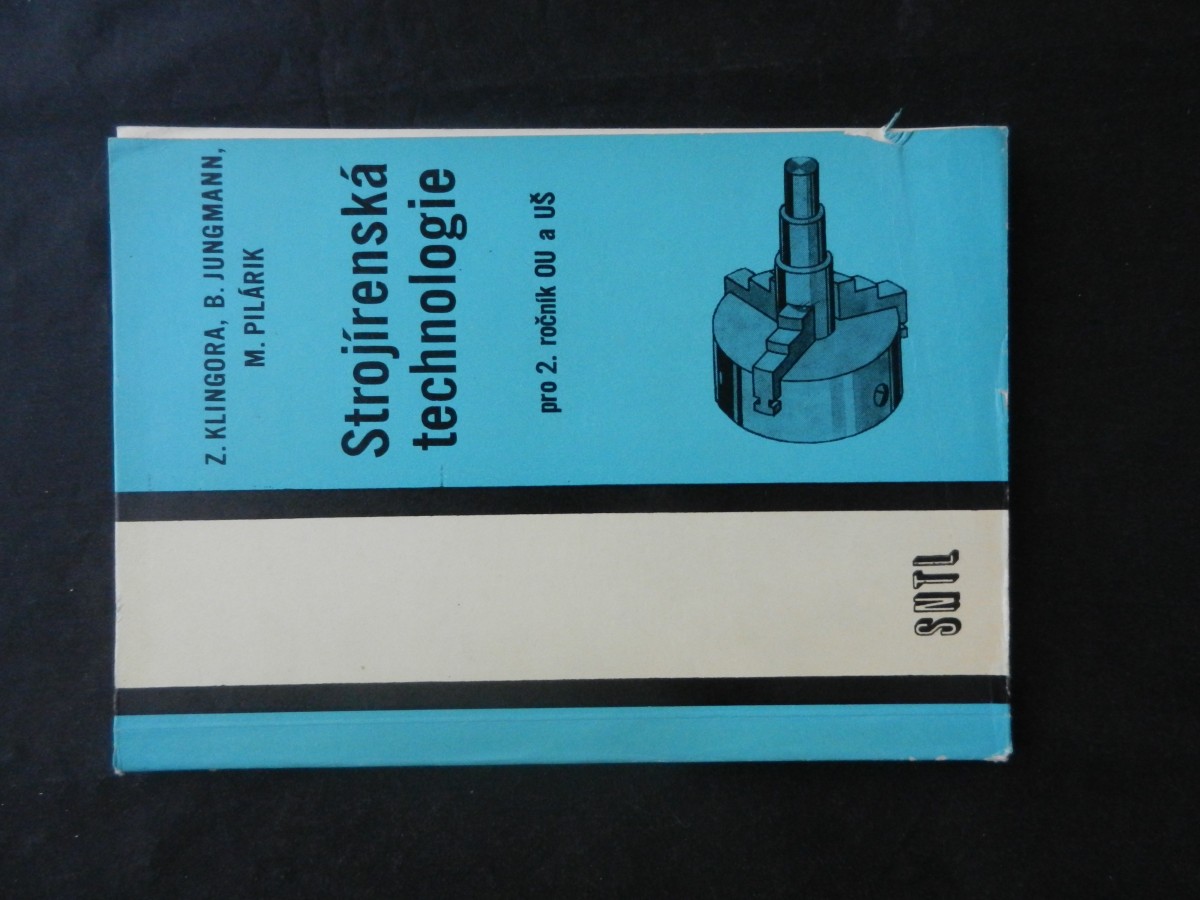 Z. KLINGORA, B. JUNGMANN,
M. PILÁRIK
Strojírenská
technologie
pro 2. ročník OU a UŠ
SNTL